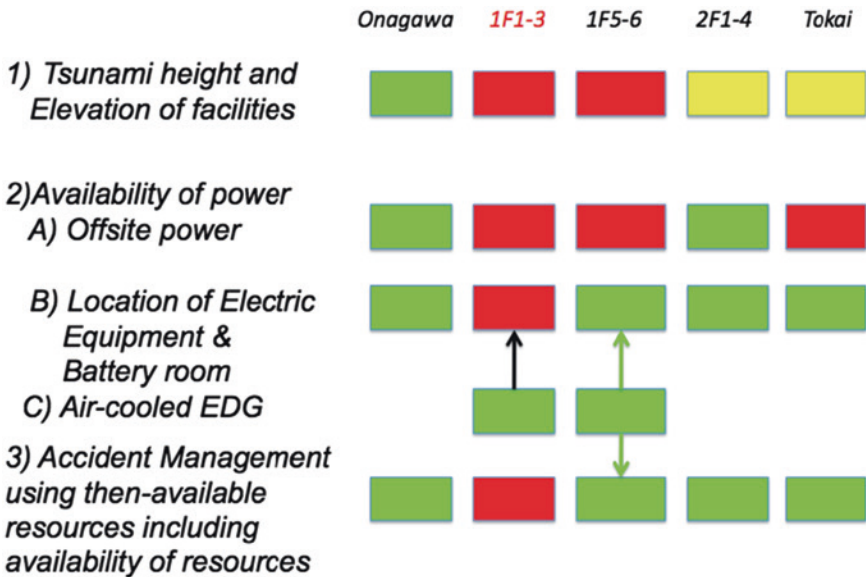 Onagawa 1F1-3 1F5-6 2F1-4 Tokai
1) Tsunami height and
Elevation of facilities
2)Availability of power
A) Offsite power
B) Location of Electric
Equipment &
Battery room
C) Air-cooled EDG
3) Accident Management
using then-available
resources including
availability of resources